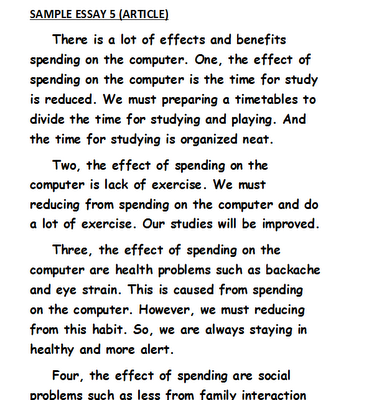 SAMPLE ESSAY 5 (ARTICLE)
There is a lot of effects and benefits
spending on the computer. One, the effect of
spending on the computer is the time for study
is reduced. We must preparing a timetables to
divide the time for studying and playing. And
the time for studying is organized neat.
Two, the effect of spending on the
computer is lack of exercise. We must
reducing from spending on the computer and do
a lot of exercise. Our studies will be improved.
Three, the effect of spending on the
computer are health problems such as backache
and eye strain. This is caused from spending
on the computer. However, we must reducing
from this habit. So, we are always staying in
healthy and more alert.
Four, the effect of spending are social
problems such as less from family interaction